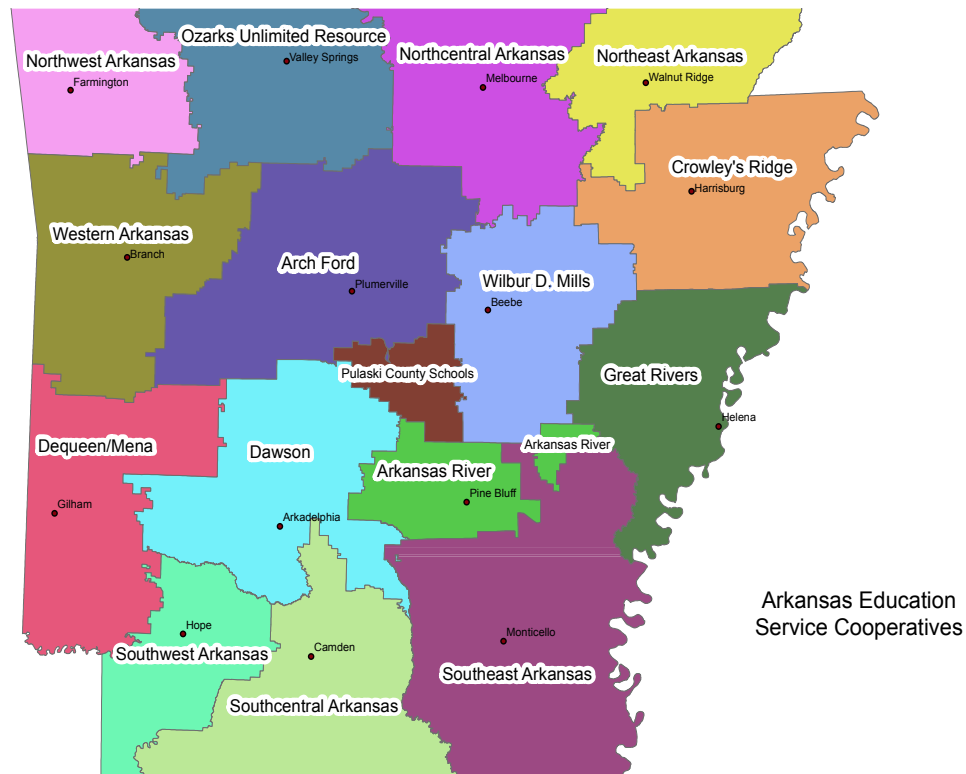 Ozarks Unlimited Resource
Valley Springs
Northwest Arkansas
Farmington
Northcentral Arkansas
Melbourne
Northeast Arkansas
Walnut Ridge
Crowley's Ridge
Harrisburg
Western Arkansas
Branch
Arch Ford
Plumerville
Wilbur D. Mills
Beebe
Pulaski County Schools
Great Rivers
Helena
Dequeen/Mena
Gilham
Dawson
Arkadelphia
Arkansas River
Pine Bluff
Arkansas River
Hope
Southwest Arkansas
Camden
Southcentral Arkansas
Monticello
Southeast Arkansas
Arkansas Education
Service Cooperatives